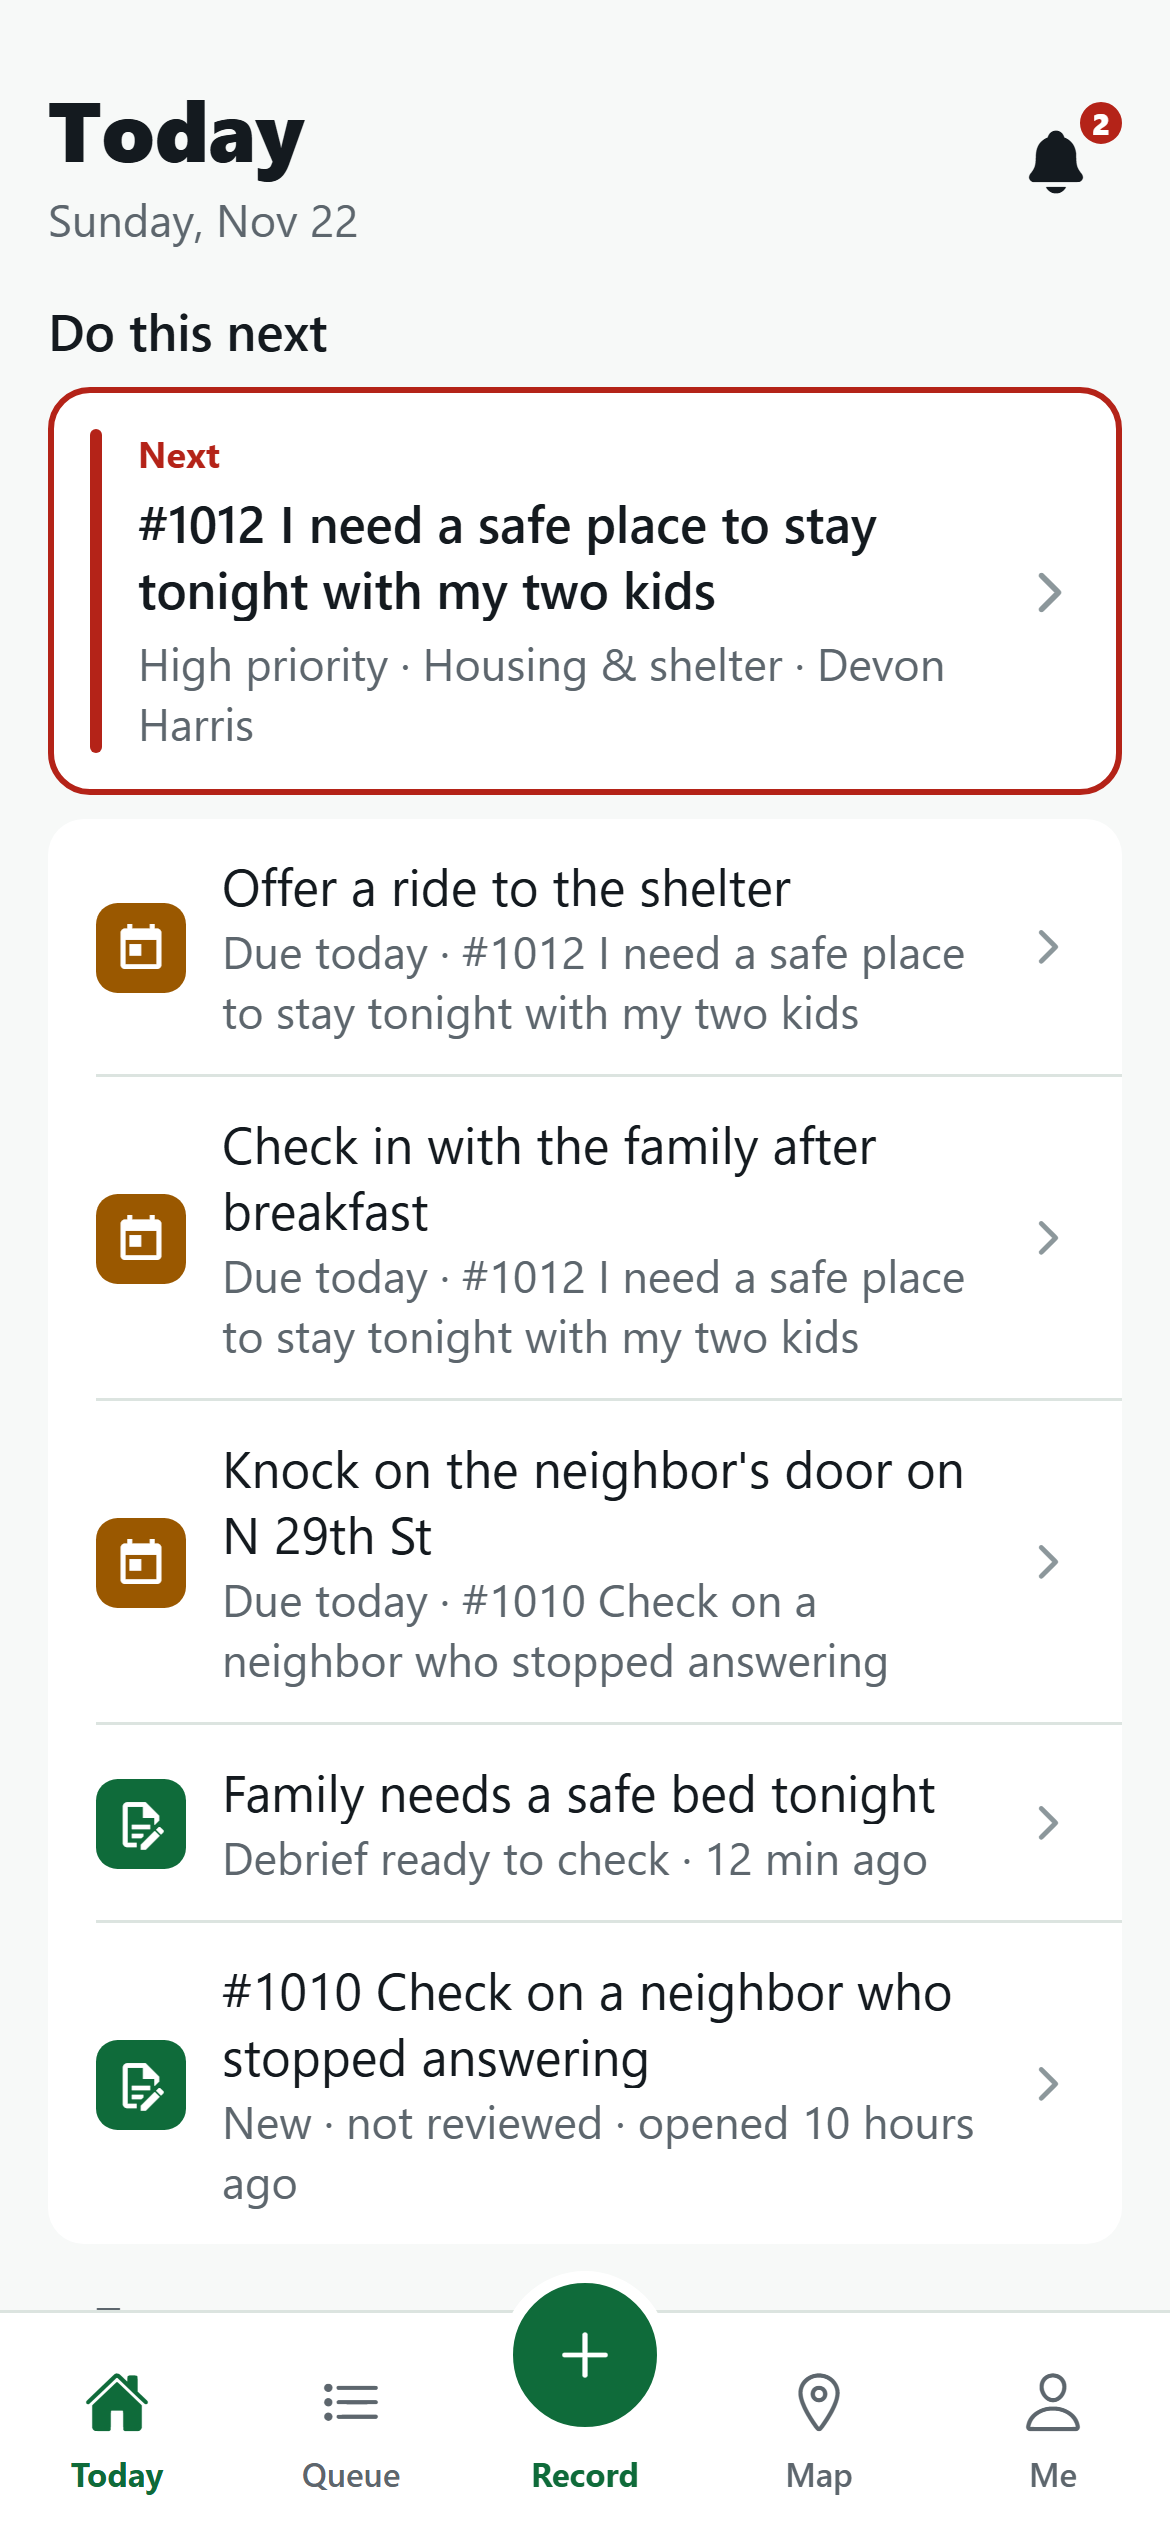 Today
2
Sunday, Nov 22
Do this next
Next
#1012 I need a safe place to stay
tonight with my two kids
High priority · Housing & shelter · Devon
Harris
Offer a ride to the shelter
Due today · #1012 I need a safe place
to stay tonight with my two kids
Check in with the family after
breakfast
Due today · #1012 I need a safe place
to stay tonight with my two kids
Knock on the neighbor's door on
N 29th St
Due today · #1010 Check on a
neighbor who stopped answering
Family needs a safe bed tonight
Debrief ready to check · 12 min ago
#1010 Check on a neighbor who
stopped answering
New · not reviewed · opened 10 hours
ago
Today
Queue
Record
Map
Me